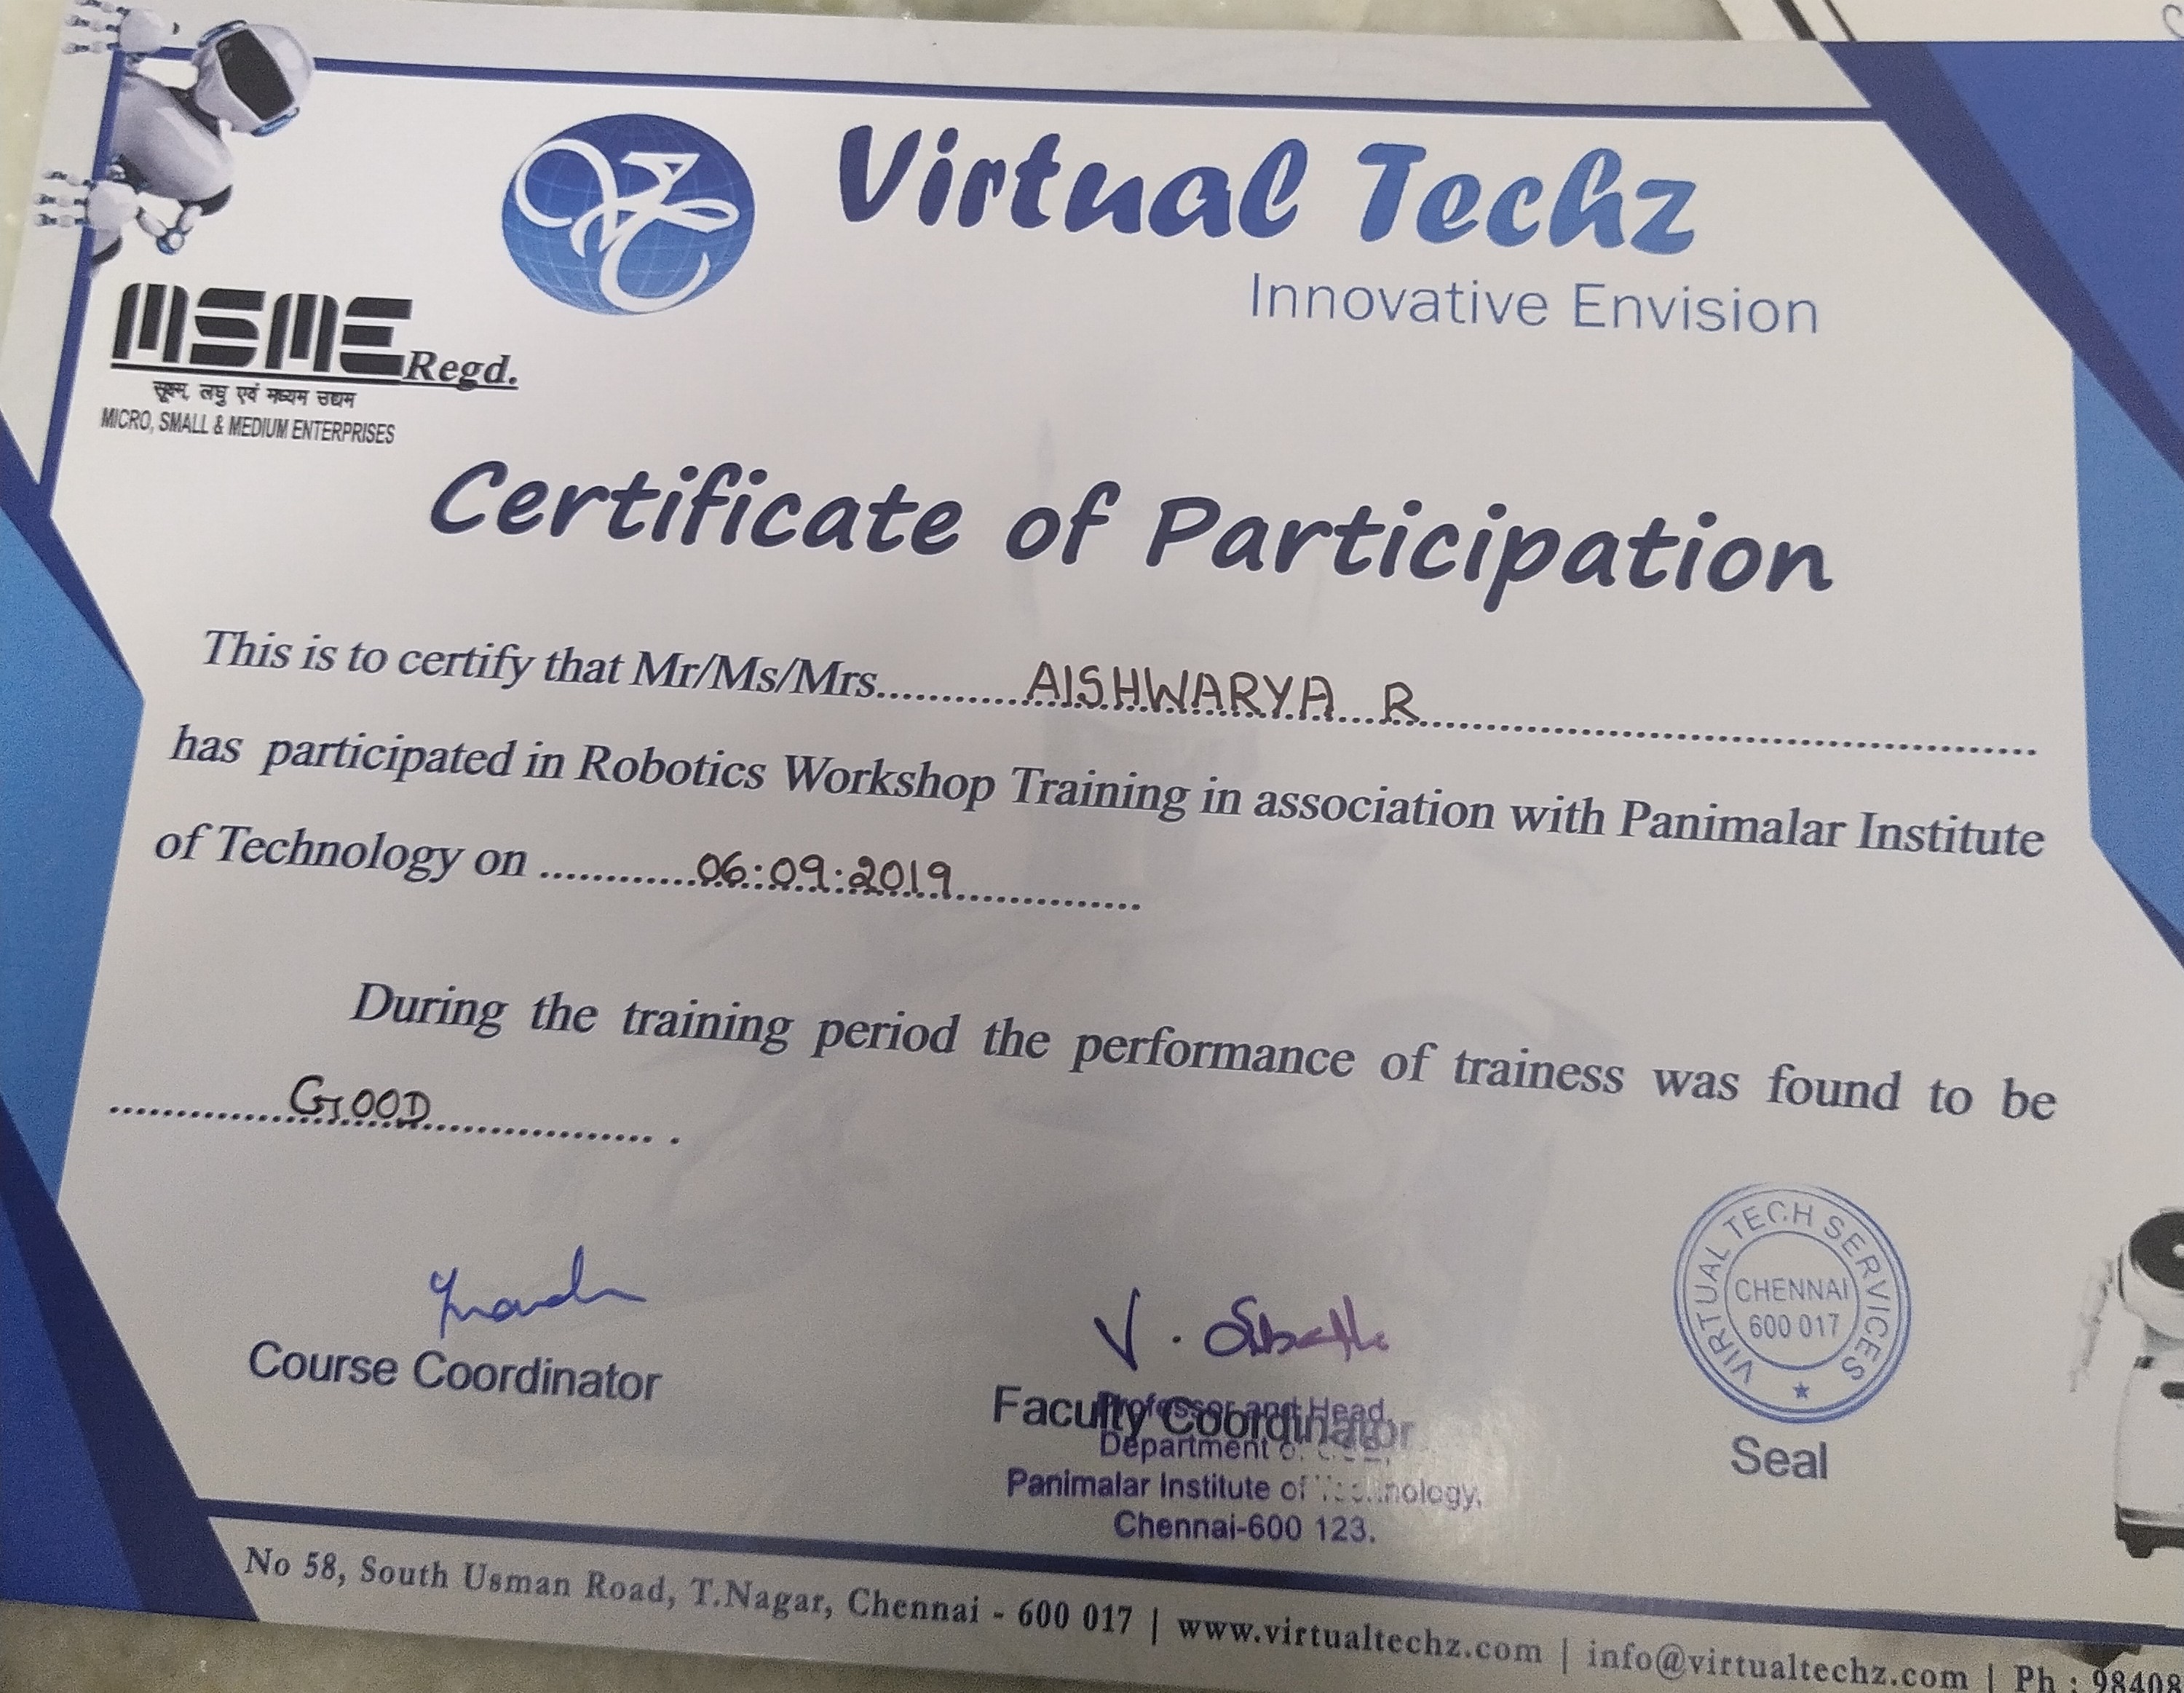 Virtual Techz
Innovative Envision
MSME Regd.
सूक्ष्म, लघु एवं मध्यम उद्यम
MICRO, SMALL & MEDIUM ENTERPRISES
Certificate of Participation
This is to certify that Mr/Ms/Mrs............AISHWARYA R............
has participated in Robotics Workshop Training in association with Panimalar Institute
of Technology on ............06:09:2019............
During the training period the performance of trainess was found to be
............GOOD............ .
Course Coordinator
V.
Faculty Coordinator
Professor and Head,
Department of
Panimalar Institute of Technology,
Chennai-600 123.
VIRTUAL TECH SERVICES
CHENNAI
600 017
Seal
No 58, South Usman Road, T.Nagar, Chennai - 600 017 | www.virtualtechz.com | info@virtualtechz.com | Ph : 98408